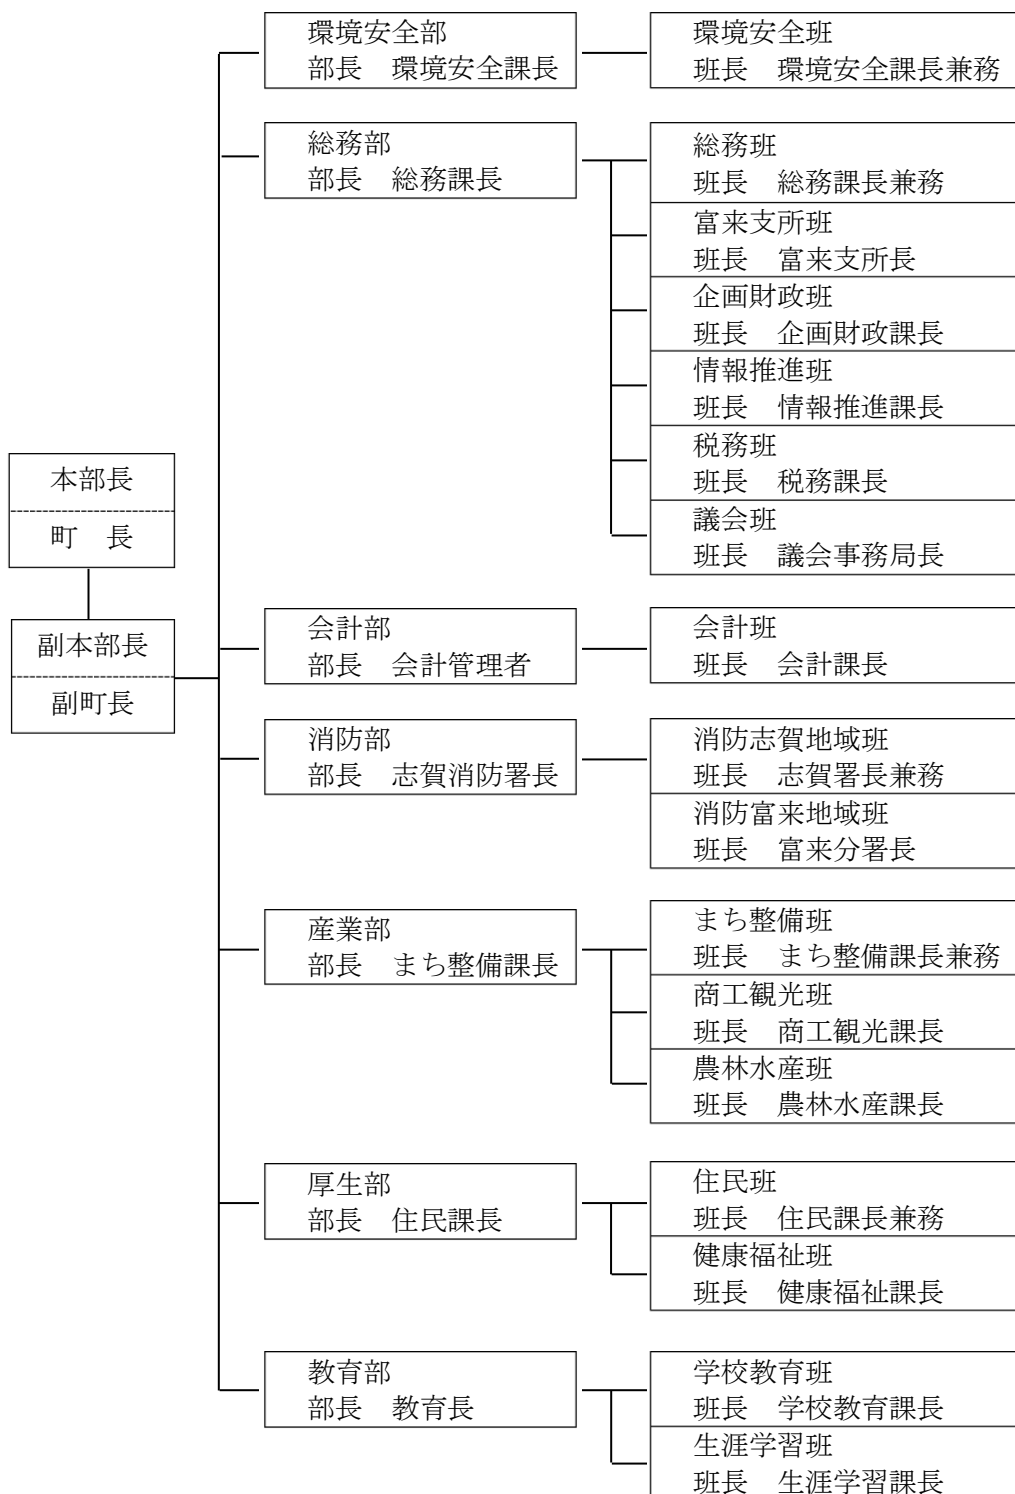 本部長
町　長
副本部長
副町長
環境安全部
部長　環境安全課長
環境安全班
班長　環境安全課長兼務
総務部
部長　総務課長
総務班
班長　総務課長兼務
富来支所班
班長　富来支所長
企画財政班
班長　企画財政課長
情報推進班
班長　情報推進課長
税務班
班長　税務課長
議会班
班長　議会事務局長
会計部
部長　会計管理者
会計班
班長　会計課長
消防部
部長　志賀消防署長
消防志賀地域班
班長　志賀署長兼務
消防富来地域班
班長　富来分署長
産業部
部長　まち整備課長
まち整備班
班長　まち整備課長兼務
商工観光班
班長　商工観光課長
農林水産班
班長　農林水産課長
厚生部
部長　住民課長
住民班
班長　住民課長兼務
健康福祉班
班長　健康福祉課長
教育部
部長　教育長
学校教育班
班長　学校教育課長
生涯学習班
班長　生涯学習課長